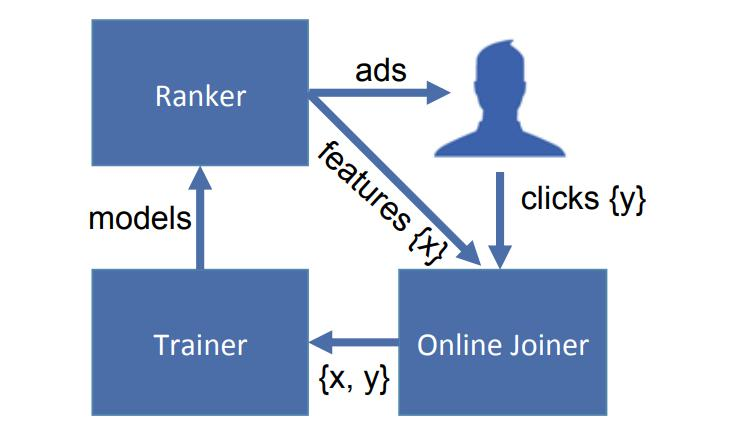 Ranker
ads
features {x}
clicks {y}
models
Trainer
Online Joiner
{x, y}